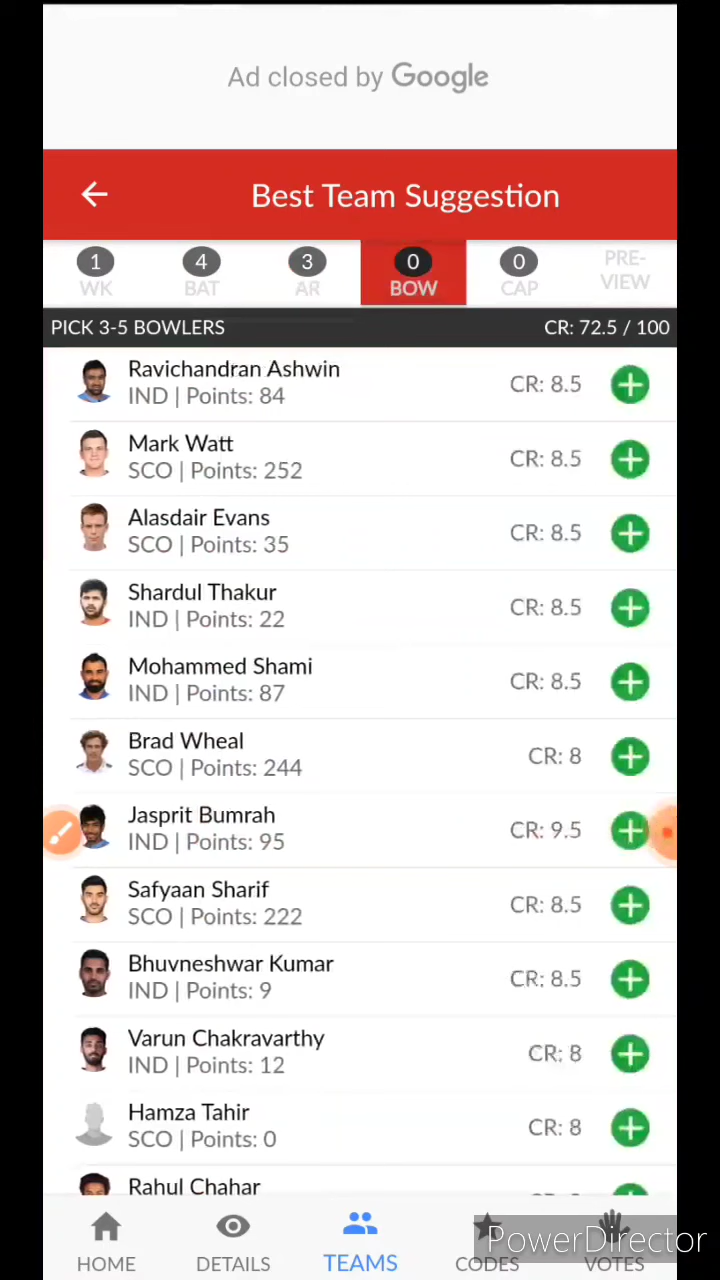 Ad closed by Google
Best Team Suggestion
1 4 3 0 0 PRE-
WK BAT AR BOW CAP VIEW
PICK 3-5 BOWLERS CR: 72.5 / 100
Ravichandran Ashwin
IND | Points: 84 CR: 8.5
Mark Watt
SCO | Points: 252 CR: 8.5
Alasdair Evans
SCO | Points: 35 CR: 8.5
Shardul Thakur
IND | Points: 22 CR: 8.5
Mohammed Shami
IND | Points: 87 CR: 8.5
Brad Wheal
SCO | Points: 244 CR: 8
Jasprit Bumrah
IND | Points: 95 CR: 9.5
Safyaan Sharif
SCO | Points: 222 CR: 8.5
Bhuvneshwar Kumar
IND | Points: 9 CR: 8.5
Varun Chakravarthy
IND | Points: 12 CR: 8
Hamza Tahir
SCO | Points: 0 CR: 8
Rahul Chahar
PowerDirector
HOME DETAILS TEAMS CODES VOTES